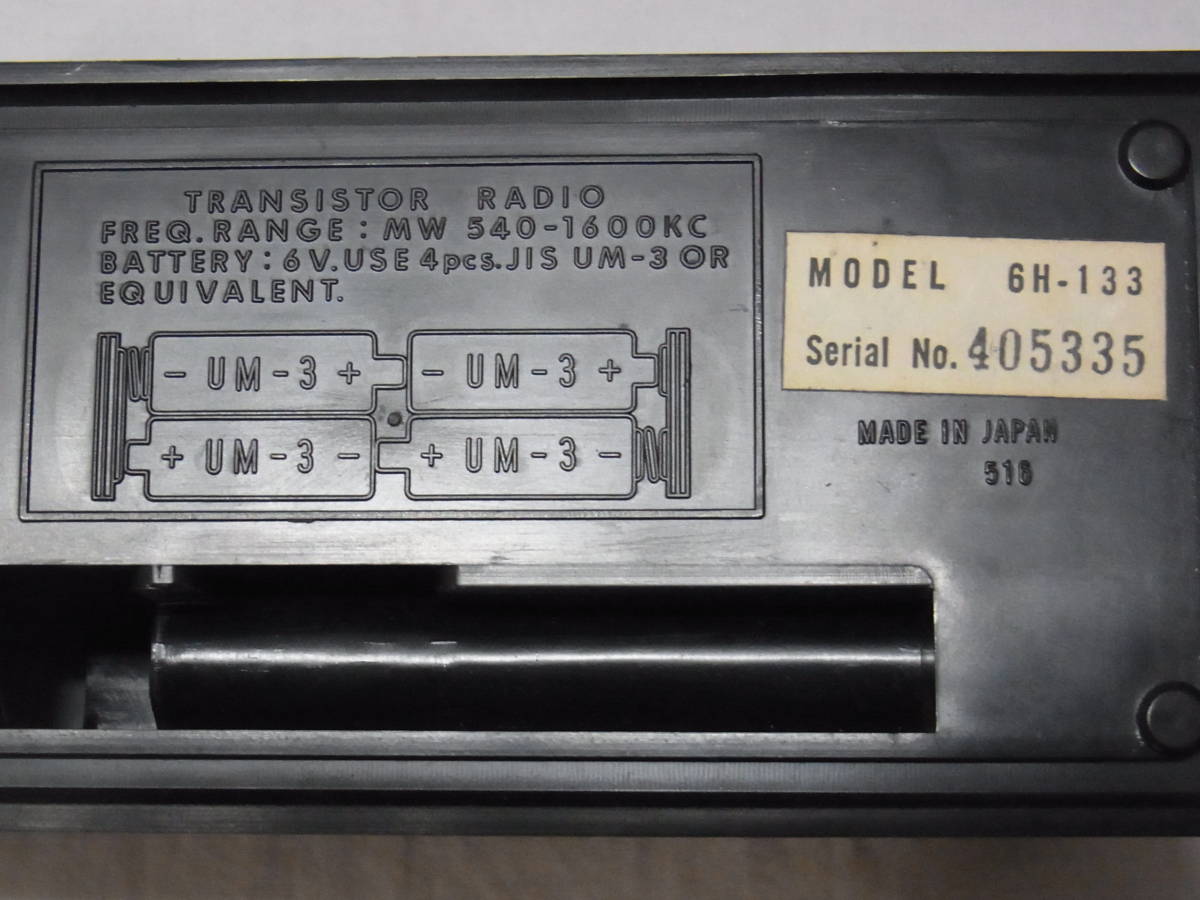 TRANSISTOR RADIO
FREQ. RANGE : MW 540-1600KC
BATTERY : 6V. USE 4pcs. JIS UM-3 OR
EQUIVALENT.
- UM-3 + - UM-3 +
+ UM-3 - + UM-3 -
MODEL 6H-133
Serial No. 405335
MADE IN JAPAN
516